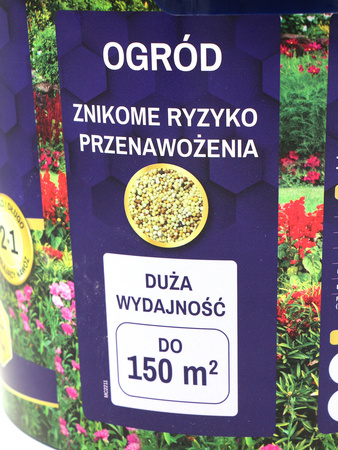 OGRÓD
ZNIKOME RYZYKO
PRZENAWOŻENIA
DUŻA
WYDAJNOŚĆ
DO
150 m²